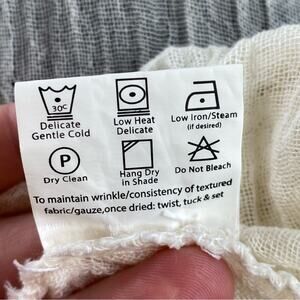 30C
Delicate
Gentle Cold
Low Heat
Delicate
Low Iron/Steam
(if desired)
P
Dry Clean
Hang Dry
in Shade
Do Not Bleach
To maintain wrinkle/consistency of textured
fabric/gauze,once dried: twist, tuck & set